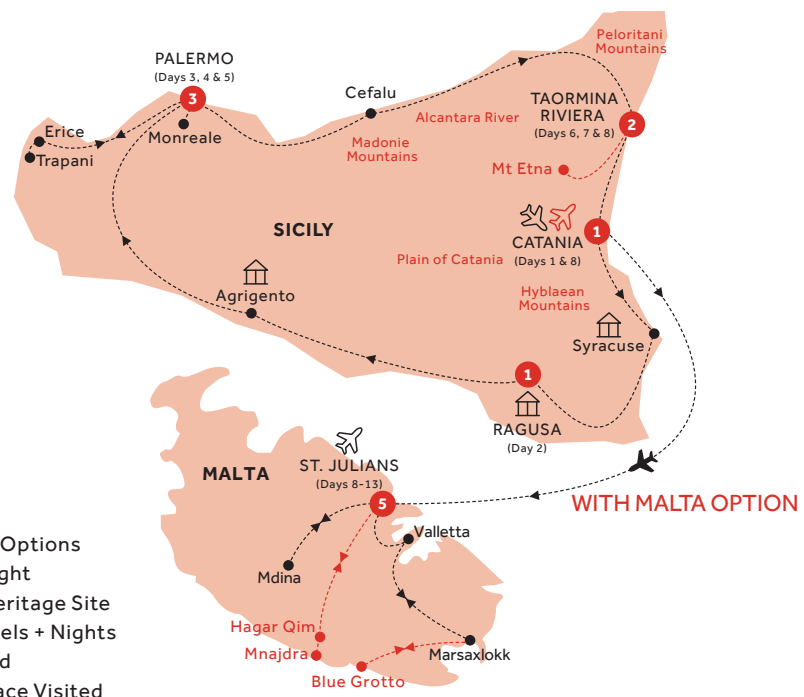 Peloritani
Mountains
PALERMO
(Days 3, 4 & 5)
3
Cefalu
Alcantara River
TAORMINA
RIVIERA
(Days 6, 7 & 8)
2
Erice
Trapani
Monreale
Madonie
Mountains
Mt Etna
SICILY
1
CATANIA
(Days 1 & 8)
Plain of Catania
Agrigento
Hyblaean
Mountains
Syracuse
1
RAGUSA
(Day 2)
MALTA
ST. JULIANS
(Days 8-13)
5
WITH MALTA OPTION
Valletta
Mdina
Hagar Qim
Mnajdra
Marsaxlokk
Blue Grotto
Options
ght
eritage Site
els + Nights
d
ace Visited